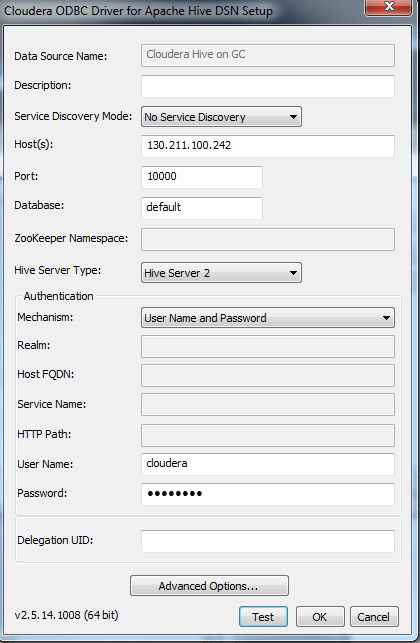 Cloudera ODBC Driver for Apache Hive DSN Setup
Data Source Name: Cloudera Hive on GC
Description:
Service Discovery Mode: No Service Discovery
Host(s): 130.211.100.242
Port: 10000
Database: default
ZooKeeper Namespace:
Hive Server Type: Hive Server 2
Authentication
Mechanism: User Name and Password
Realm:
Host FQDN:
Service Name:
HTTP Path:
User Name: cloudera
Password: ●●●●●●●●
Delegation UID:
Advanced Options...
v2.5.14.1008 (64 bit) Test OK Cancel